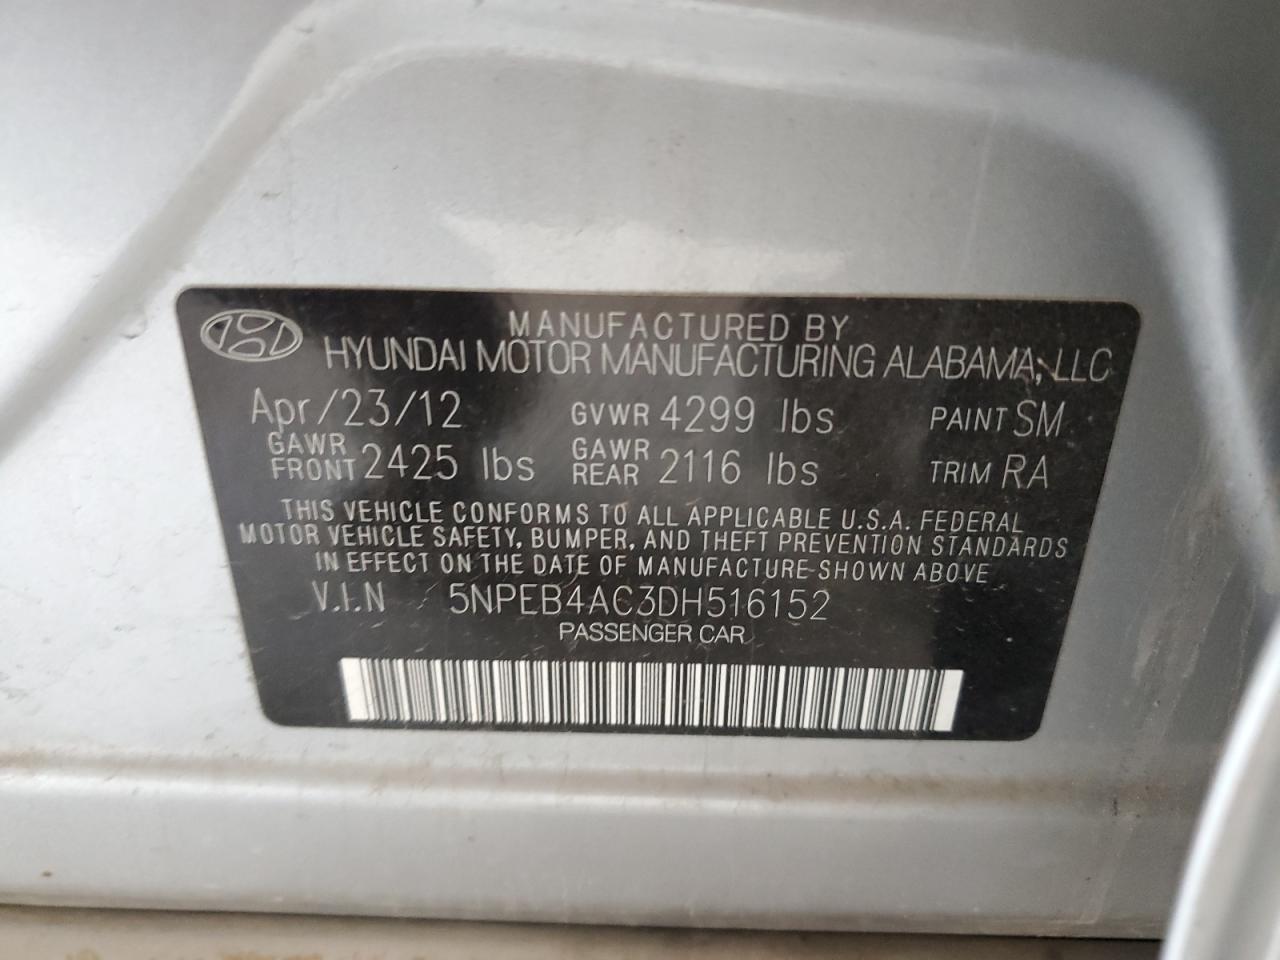 MANUFACTURED BY
HYUNDAI MOTOR MANUFACTURING ALABAMA, LLC
Apr/23/12 GVWR 4299 lbs PAINT SM
GAWR FRONT 2425 lbs GAWR REAR 2116 lbs TRIM RA
THIS VEHICLE CONFORMS TO ALL APPLICABLE U.S.A. FEDERAL
MOTOR VEHICLE SAFETY, BUMPER, AND THEFT PREVENTION STANDARDS
IN EFFECT ON THE DATE OF MANUFACTURE SHOWN ABOVE
V.I.N 5NPEB4AC3DH516152
PASSENGER CAR